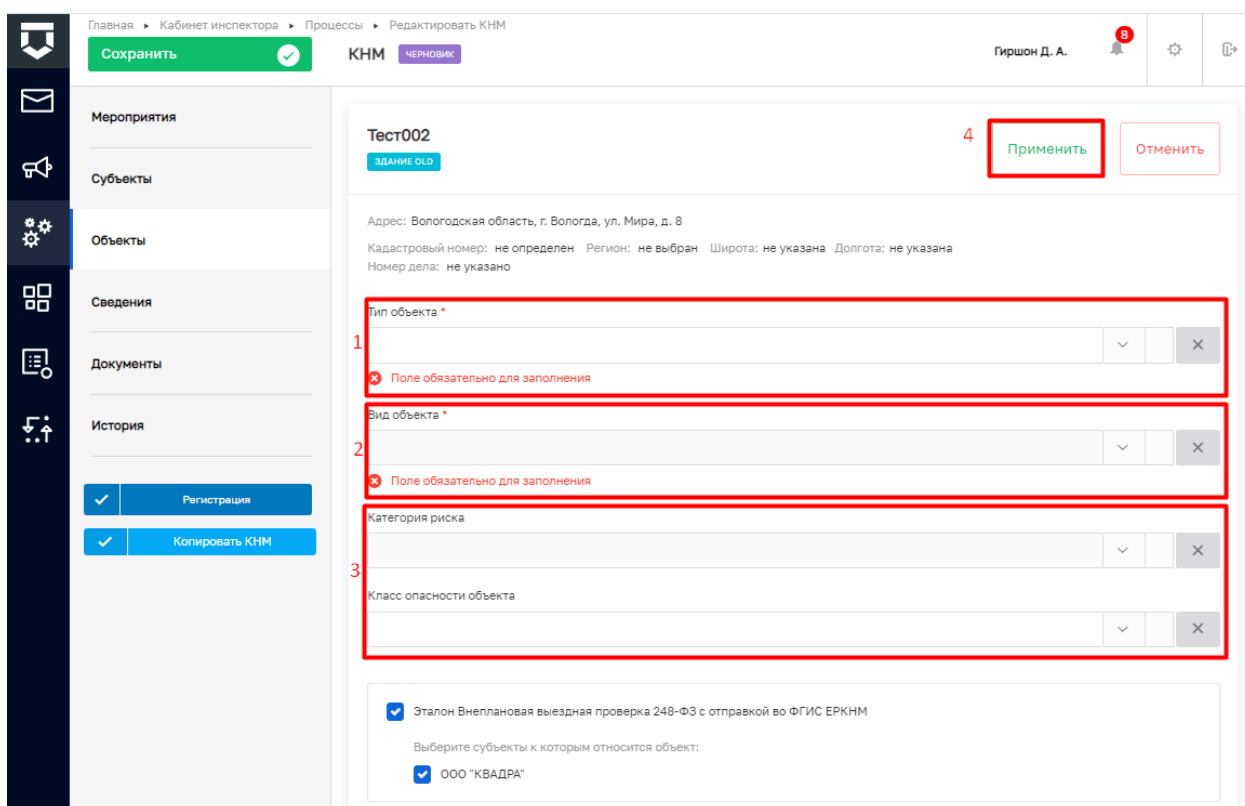 Главная ▸ Кабинет инспектора ▸ Процессы ▸ Редактировать КНМ
Сохранить
КНМ ЧЕРНОВИК
Гиршон Д. А.
8
Мероприятия
Субъекты
Объекты
Сведения
Документы
История
Регистрация
Копировать КНМ
Тест002
ЗДАНИЕ OLD
4
Применить
Отменить
Адрес: Вологодская область, г. Вологда, ул. Мира, д. 8
Кадастровый номер: не определен Регион: не выбран Широта: не указана Долгота: не указана
Номер дела: не указано
Тип объекта *
1
Поле обязательно для заполнения
Вид объекта *
2
Поле обязательно для заполнения
Категория риска
3
Класс опасности объекта
Эталон Внеплановая выездная проверка 248-ФЗ с отправкой во ФГИС ЕРКНМ
Выберите субъекты к которым относится объект:
ООО "КВАДРА"